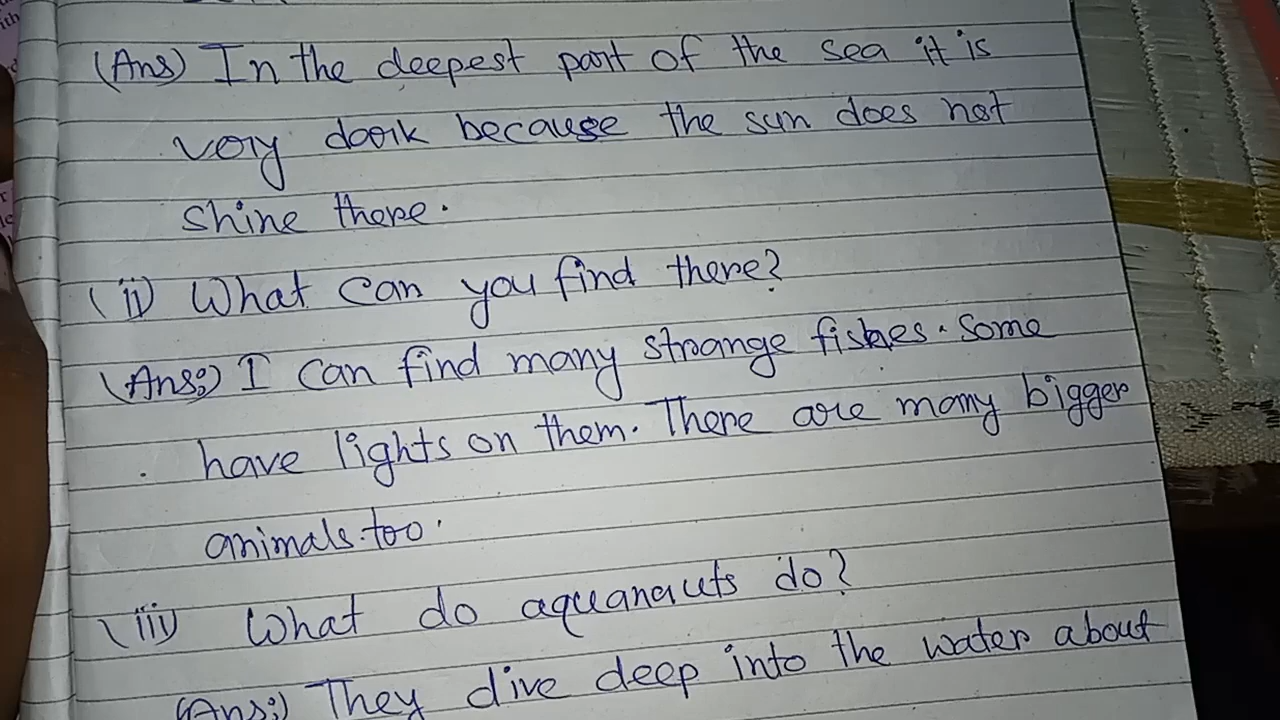 (Ans) In the deepest part of the sea it is
very dark because the sun does not
shine there.
(ii) What can you find there?
(Ans:) I can find many strange fishes. Some
have lights on them. There are many bigger
animals too.
(iii) What do aquanauts do?
(Ans:) They dive deep into the water about